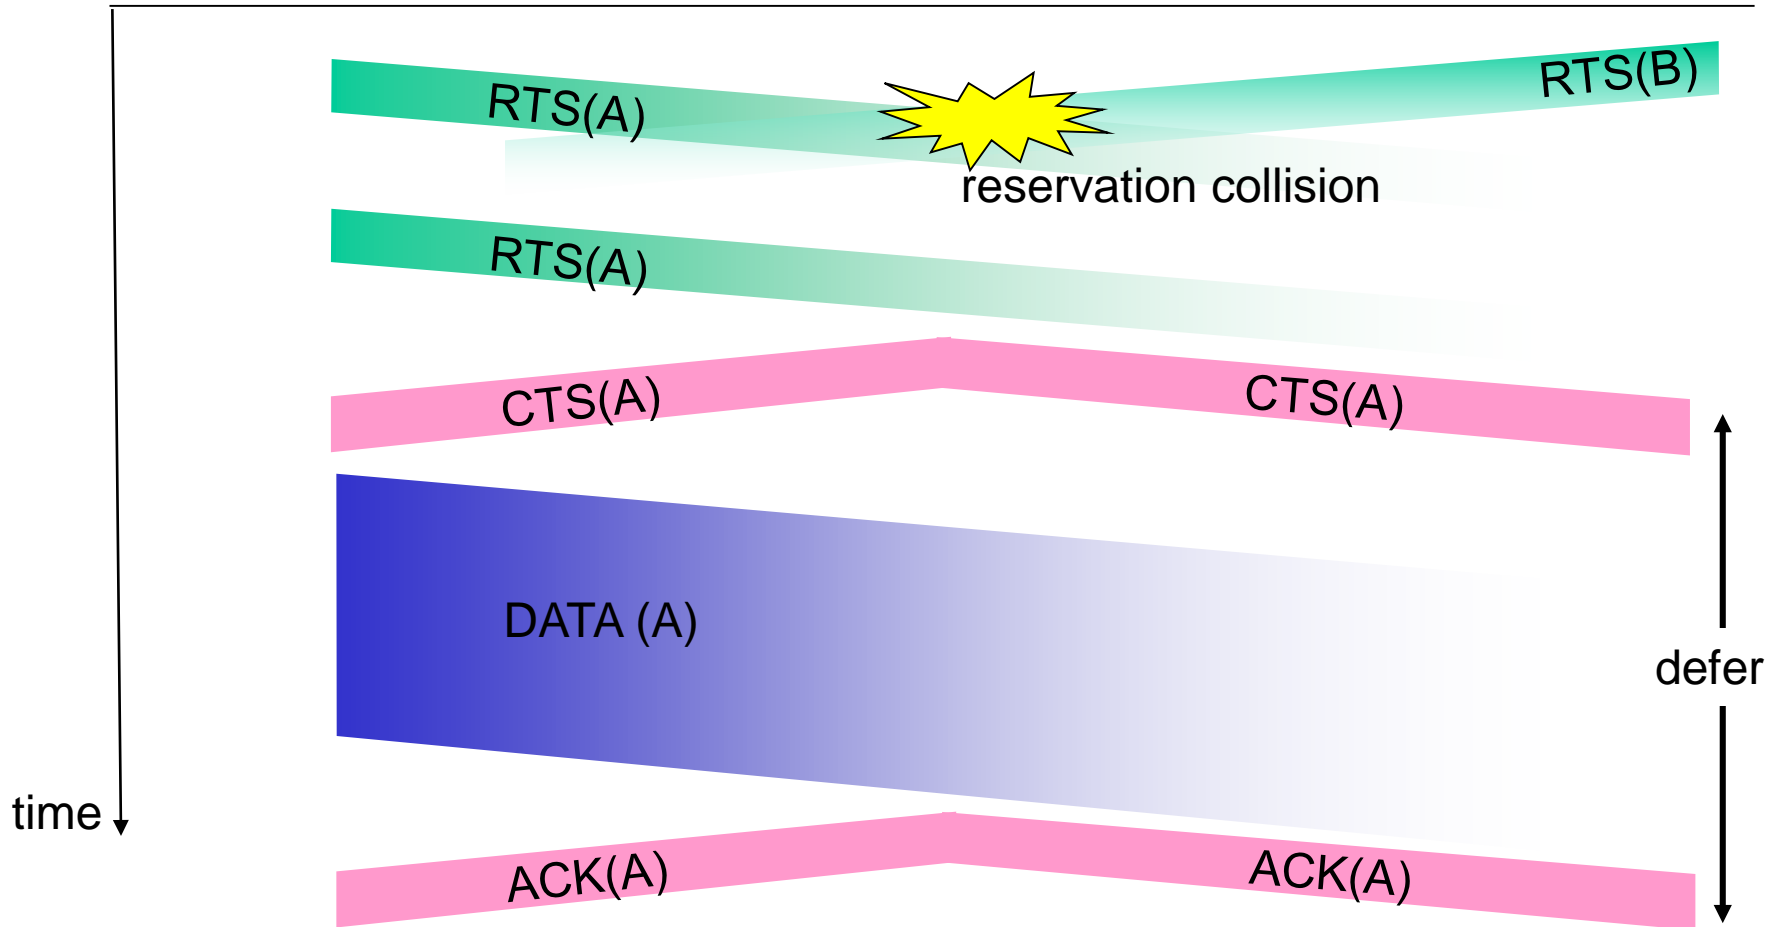 RTS(A)
RTS(B)
reservation collision
RTS(A)
CTS(A)
CTS(A)
DATA (A)
defer
time
ACK(A)
ACK(A)